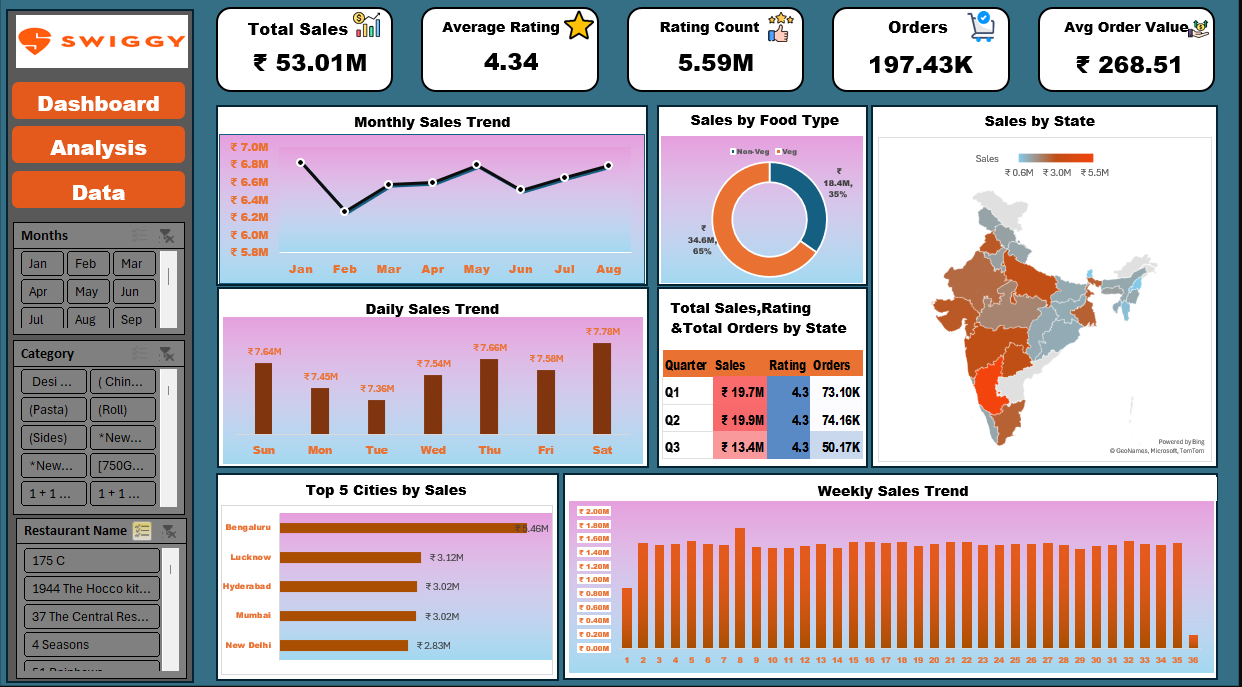 SWIGGY
Dashboard
Analysis
Data
Months
Jan Feb Mar
Apr May Jun
Jul Aug Sep
Category
Desi ... ( Chin...
(Pasta) (Roll)
(Sides) *New...
*New... [750G...
1 + 1 ... 1 + 1 ...
Restaurant Name
175 C
1944 The Hocco kit...
37 The Central Res...
4 Seasons
Total Sales
₹ 53.01M
Average Rating
4.34
Rating Count
5.59M
Orders
197.43K
Avg Order Value
₹ 268.51
Monthly Sales Trend
₹ 7.0M
₹ 6.8M
₹ 6.6M
₹ 6.4M
₹ 6.2M
₹ 6.0M
₹ 5.8M
Jan Feb Mar Apr May Jun Jul Aug
Sales by Food Type
Non-Veg Veg
₹
18.4M,
35%
₹
34.6M,
65%
Sales by State
Sales
₹ 0.6M ₹ 3.0M ₹ 5.5M
Powered by Bing
© GeoNames, Microsoft, TomTom
Daily Sales Trend
₹ 7.64M ₹ 7.45M ₹ 7.36M ₹ 7.54M ₹ 7.66M ₹ 7.58M ₹ 7.78M
Sun Mon Tue Wed Thu Fri Sat
Total Sales,Rating
&Total Orders by State
Quarter Sales Rating Orders
Q1 ₹ 19.7M 4.3 73.10K
Q2 ₹ 19.9M 4.3 74.16K
Q3 ₹ 13.4M 4.3 50.17K
Top 5 Cities by Sales
Bengaluru ₹ 5.46M
Lucknow ₹ 3.12M
Hyderabad ₹ 3.02M
Mumbai ₹ 3.02M
New Delhi ₹ 2.83M
Weekly Sales Trend
₹ 2.00M
₹ 1.80M
₹ 1.60M
₹ 1.40M
₹ 1.20M
₹ 1.00M
₹ 0.80M
₹ 0.60M
₹ 0.40M
₹ 0.20M
₹ 0.00M
1 2 3 4 5 6 7 8 9 10 11 12 13 14 15 16 17 18 19 20 21 22 23 24 25 26 27 28 29 30 31 32 33 34 35 36